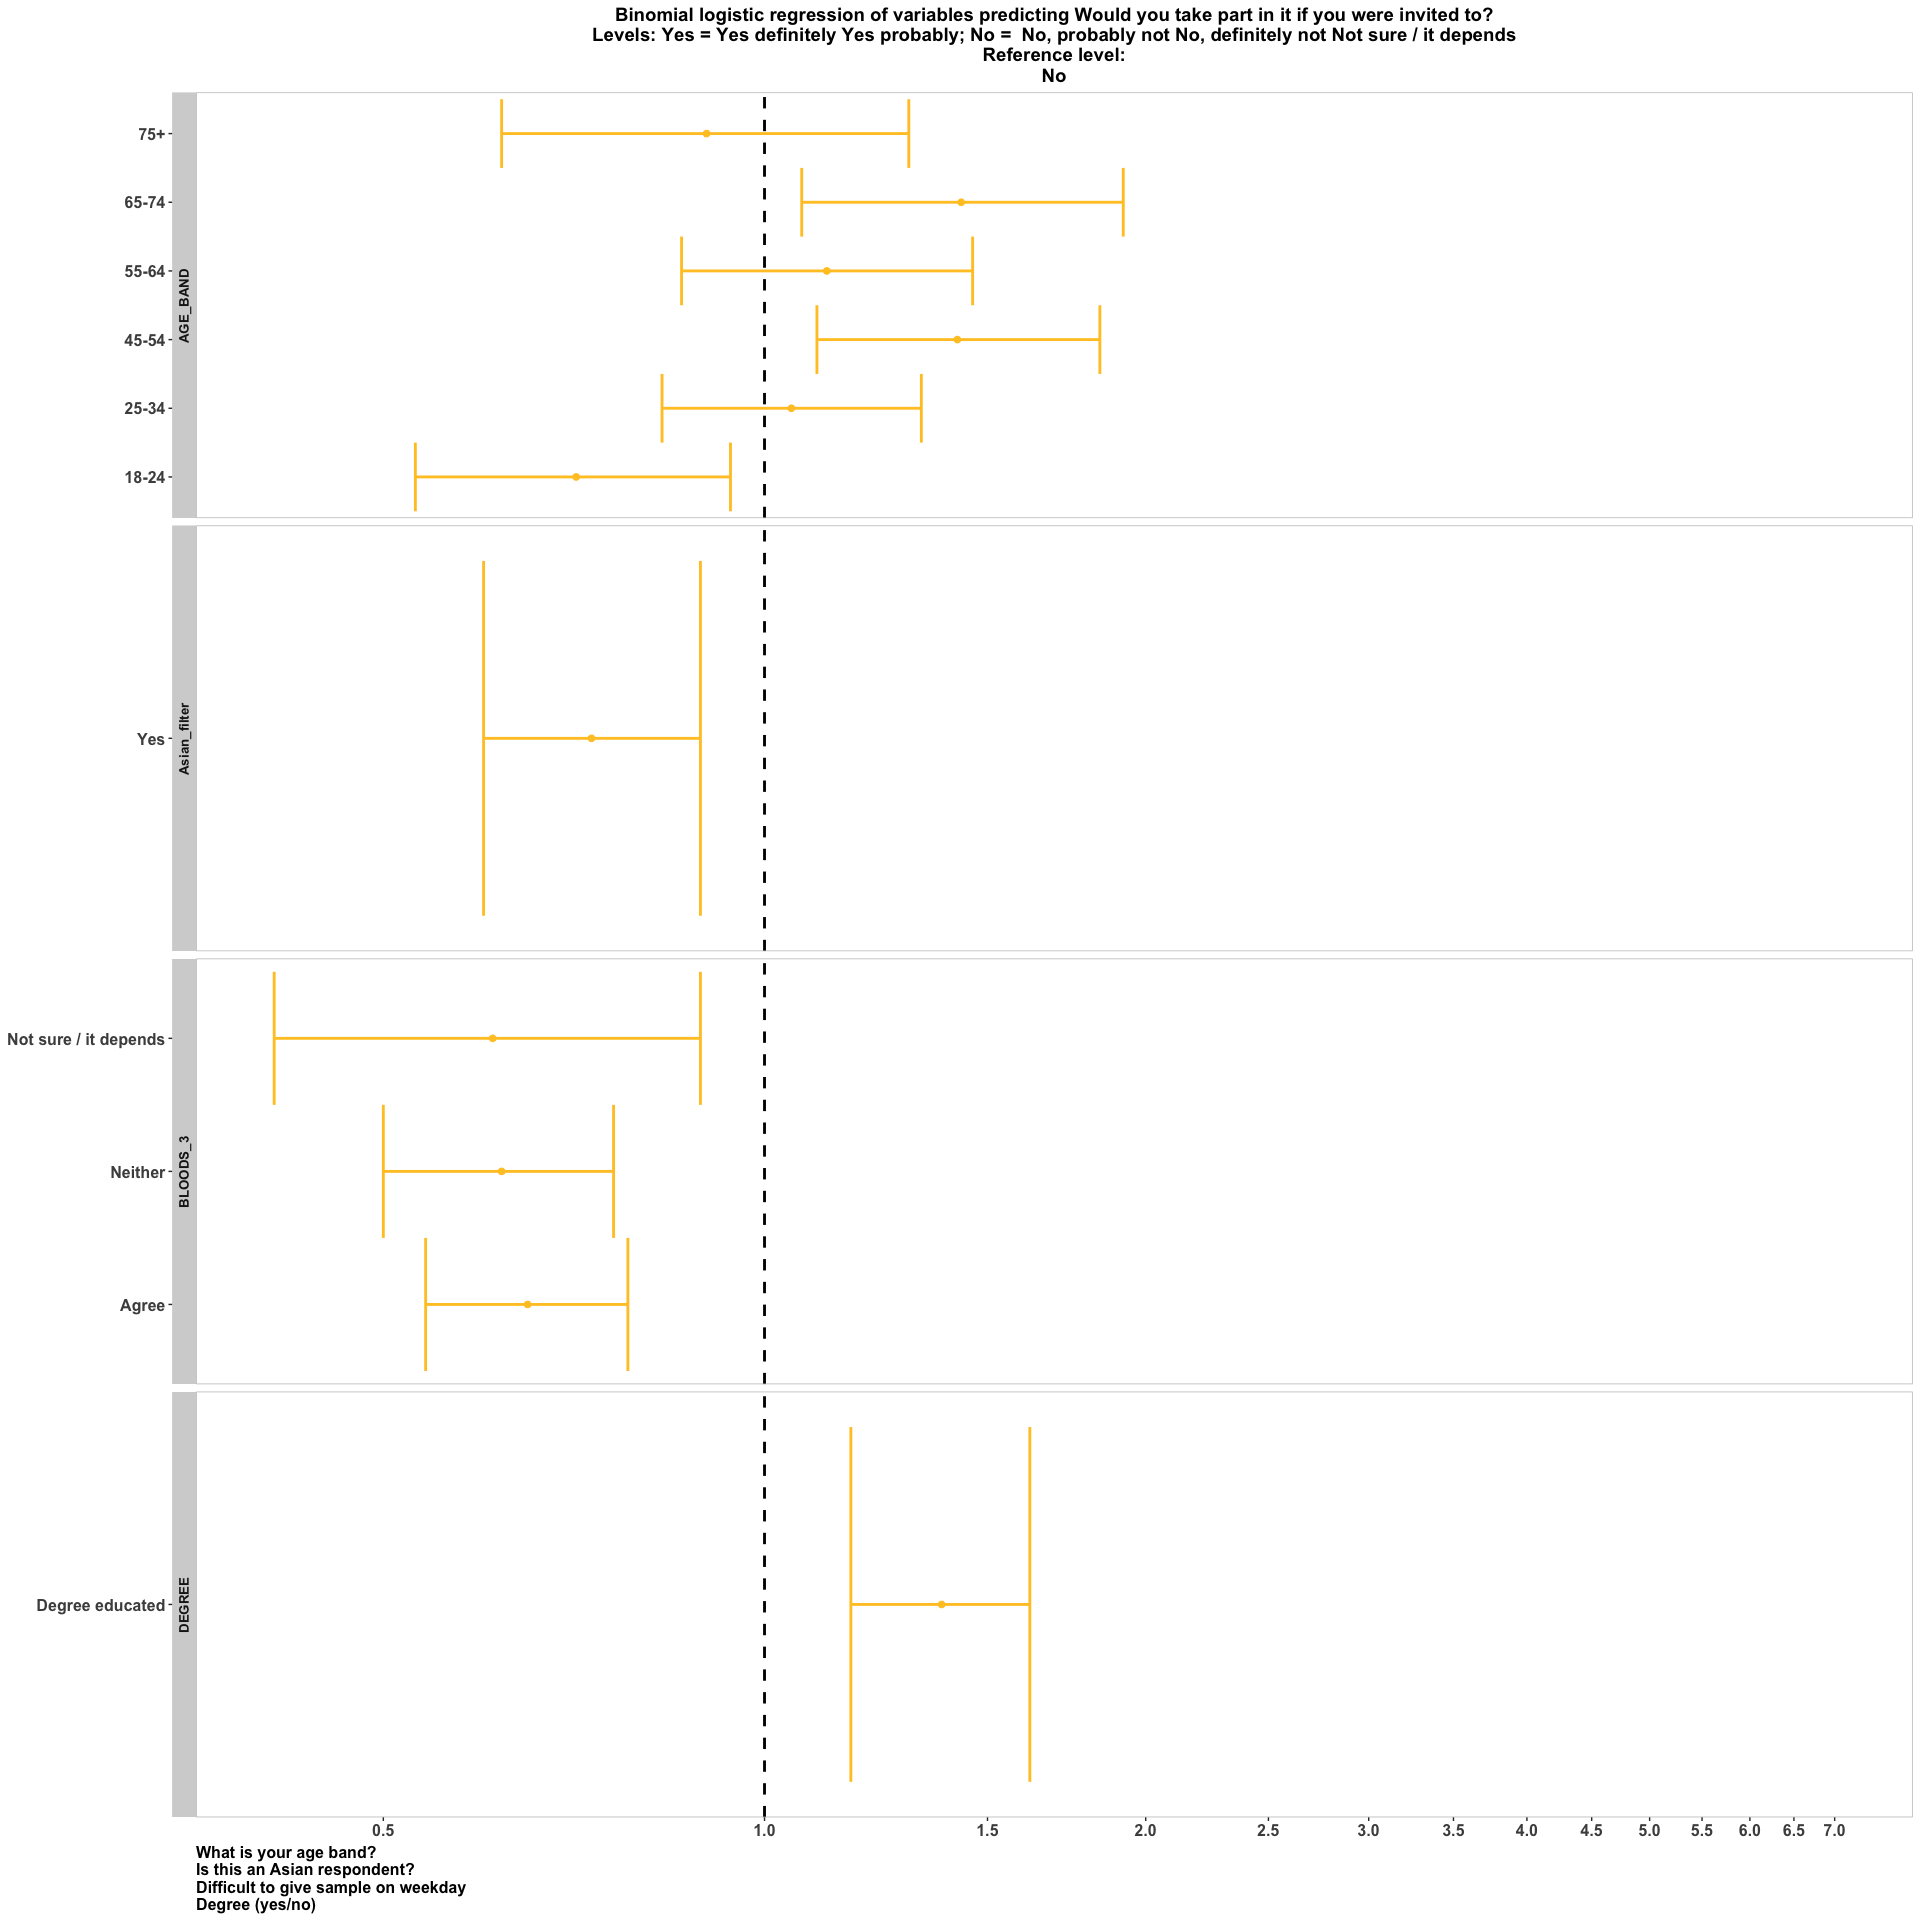 Binomial logistic regression of variables predicting Would you take part in it if you were invited to?
Levels: Yes = Yes definitely Yes probably; No =  No, probably not No, definitely not Not sure / it depends
Reference level:
No
AGE_BAND
75+
65-74
55-64
45-54
25-34
18-24
Asian_filter
Yes
BLOODS_3
Not sure / it depends
Neither
Agree
DEGREE
Degree educated
0.5 1.0 1.5 2.0 2.5 3.0 3.5 4.0 4.5 5.0 5.5 6.0 6.5 7.0
What is your age band?
Is this an Asian respondent?
Difficult to give sample on weekday
Degree (yes/no)